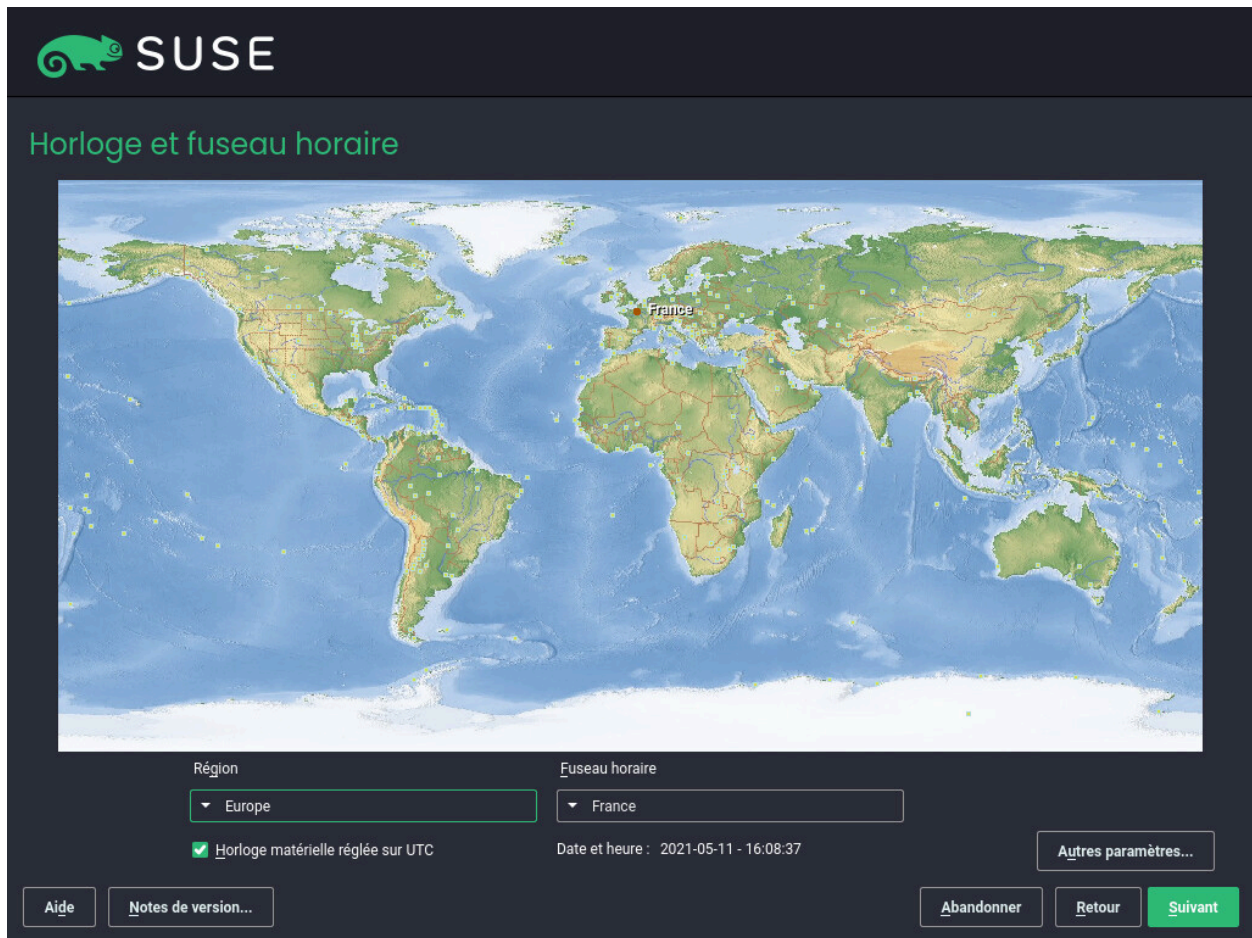 SUSE
Horloge et fuseau horaire
France
Région
Fuseau horaire
Europe
France
Horloge matérielle réglée sur UTC
Date et heure : 2021-05-11 - 16:08:37
Autres paramètres...
Aide
Notes de version...
Abandonner
Retour
Suivant